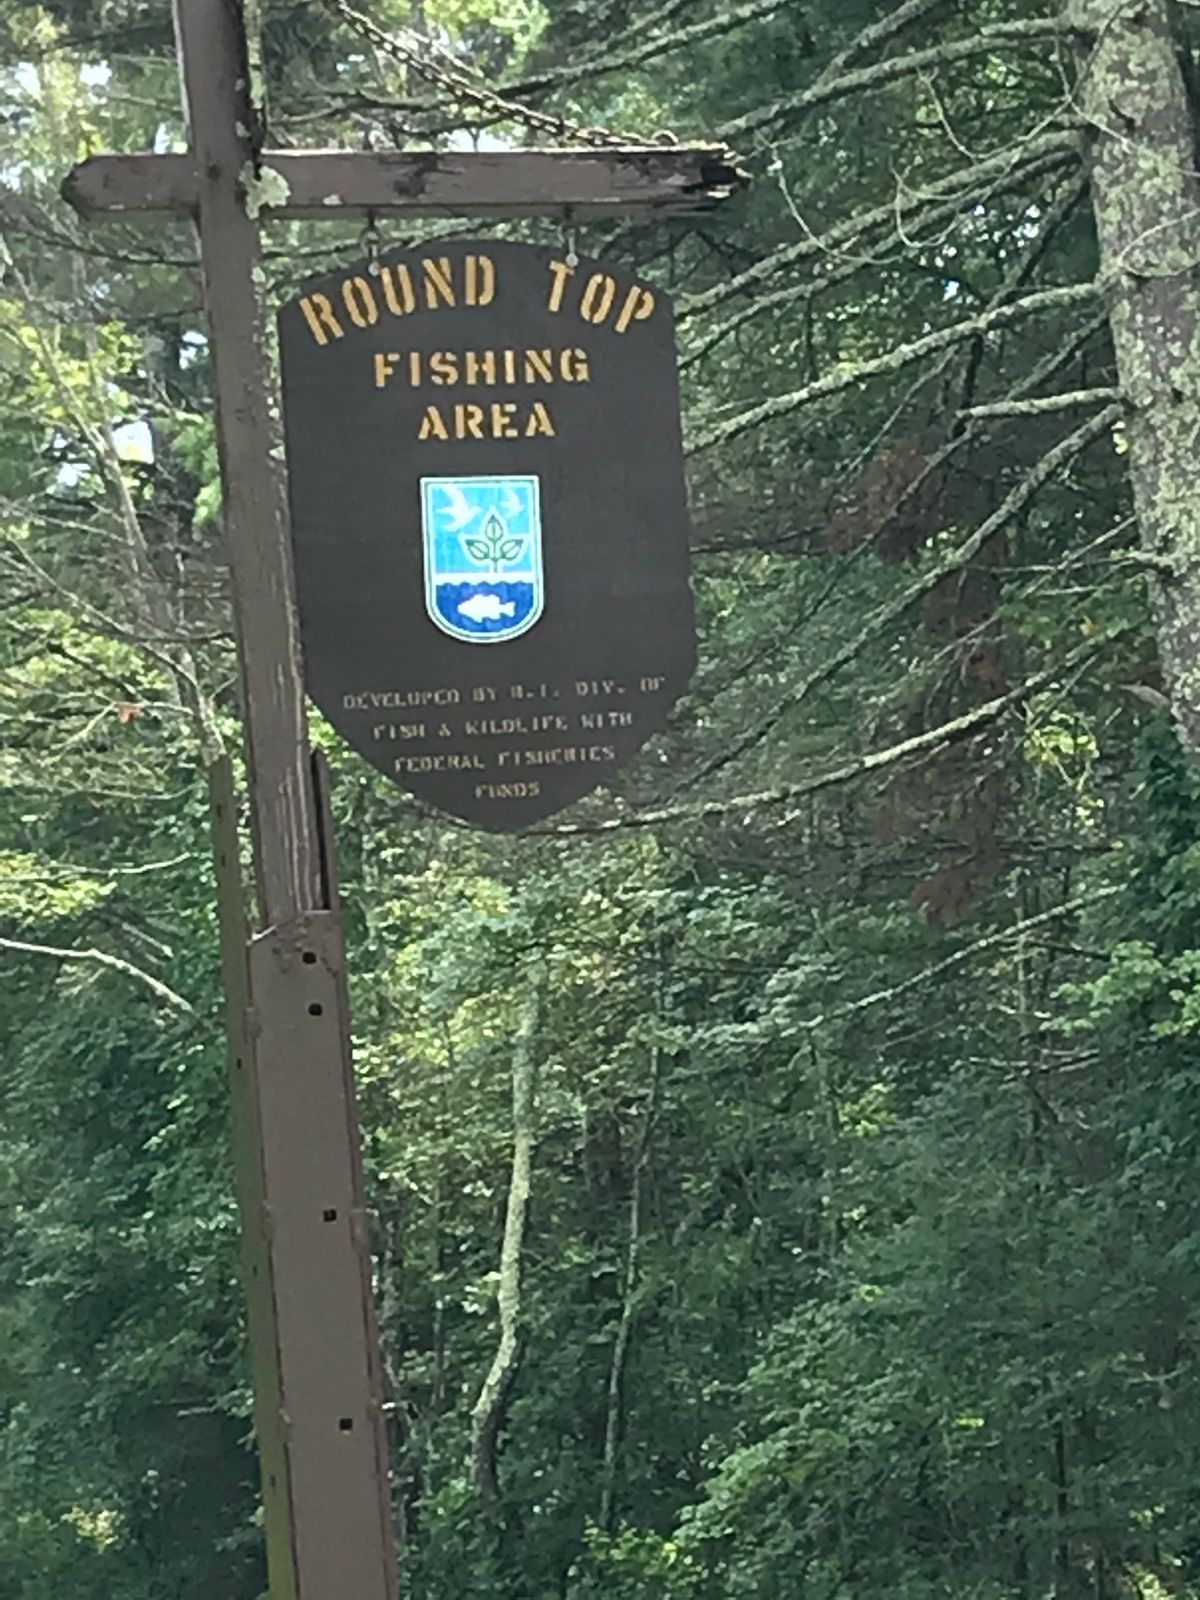 ROUND TOP
FISHING
AREA
DEVELOPED BY R.I. DIV. OF
FISH & WILDLIFE WITH
FEDERAL FISHERIES
FUNDS